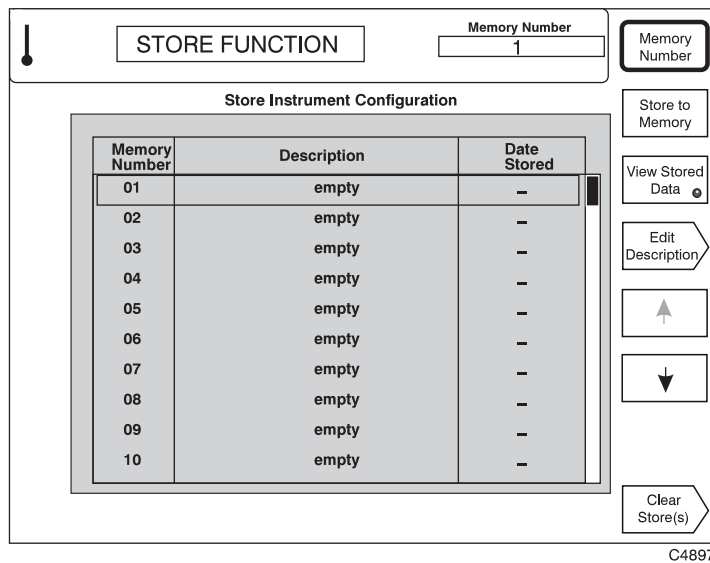 STORE FUNCTION
Memory Number
1
Memory
Number
Store Instrument Configuration
Store to
Memory
Memory
Number
Description
Date
Stored
01 empty –
02 empty –
03 empty –
04 empty –
05 empty –
06 empty –
07 empty –
08 empty –
09 empty –
10 empty –
View Stored
Data
Edit
Description
Clear
Store(s)
C4897